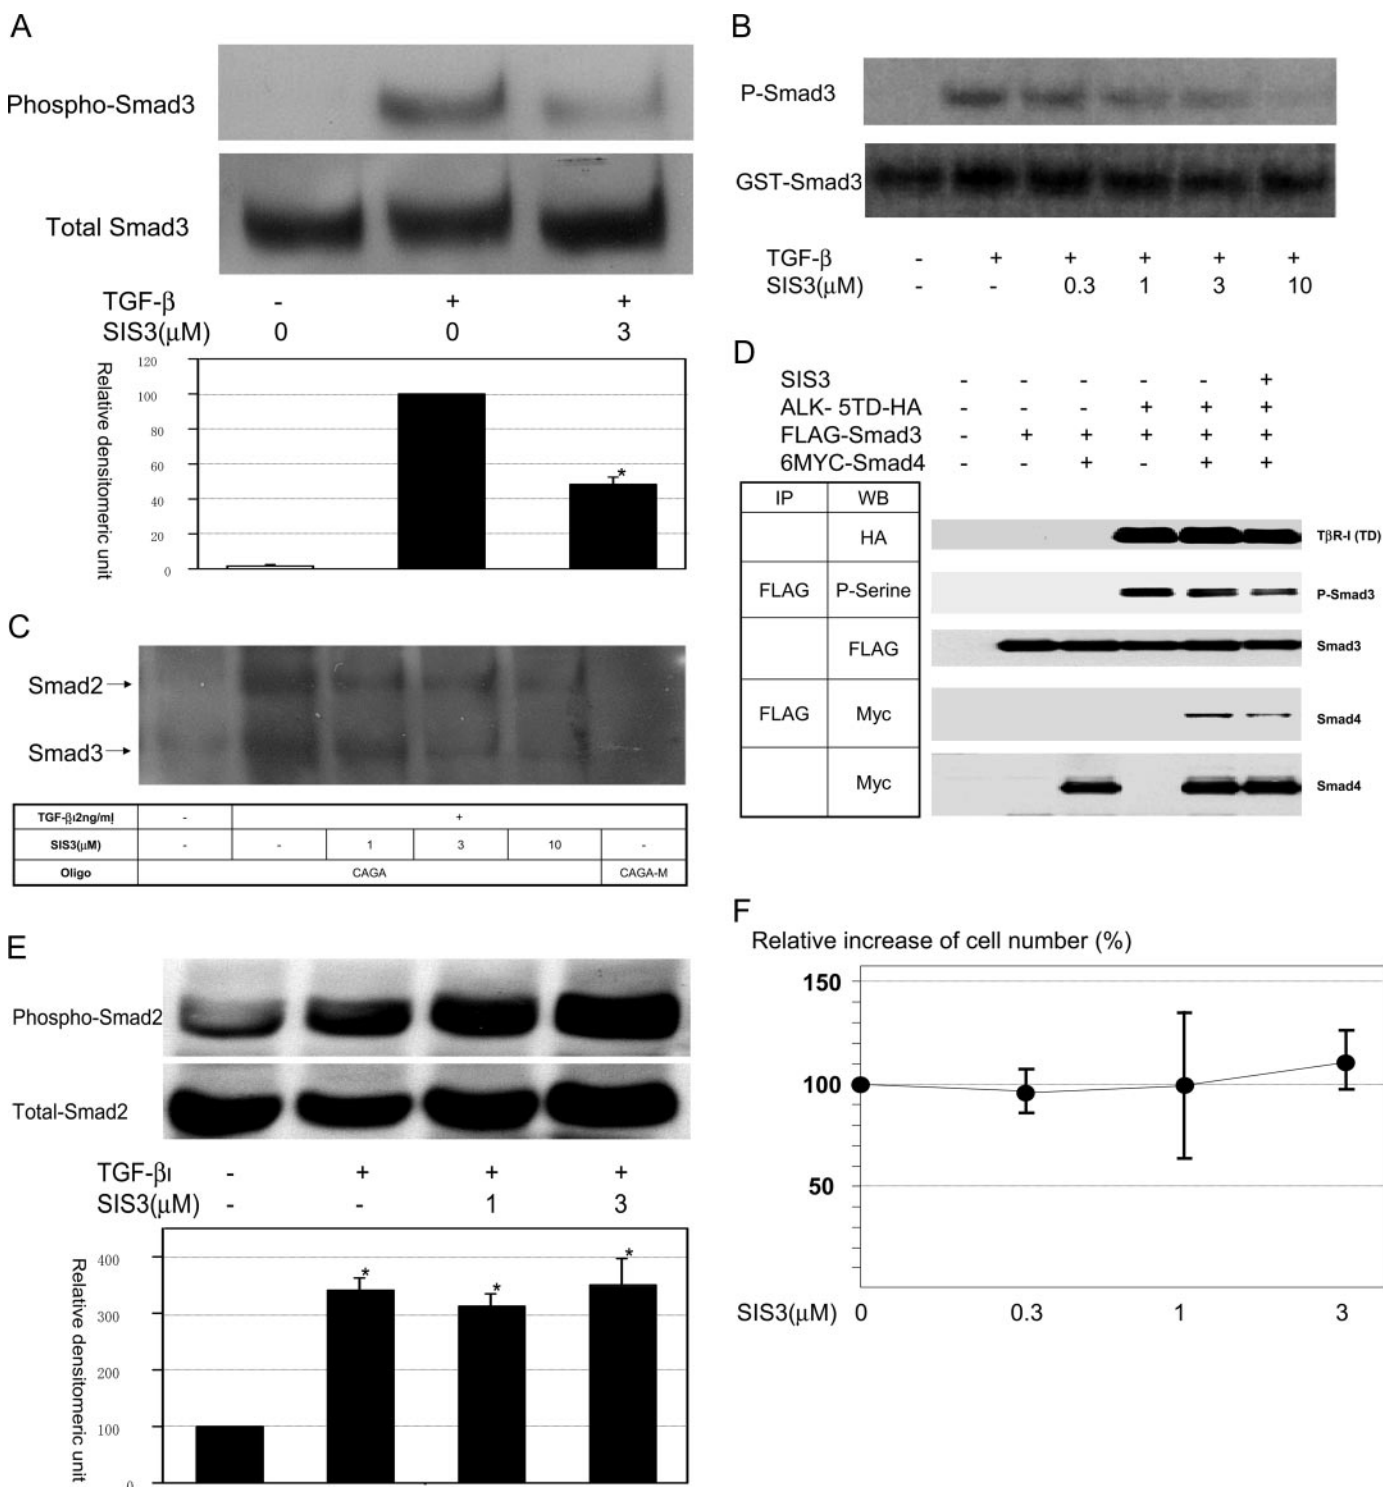 A
Phospho-Smad3
Total Smad3
TGF-β - + +
SIS3(μM) 0 0 3
Relative densitomeric unit
120
100
80
60
40
20
0
*
B
P-Smad3
GST-Smad3
TGF-β - + + + + +
SIS3(μM) - - 0.3 1 3 10
C
Smad2
Smad3
TGF-β12ng/ml - +
SIS3(μM) - - 1 3 10 -
Oligo CAGA CAGA-M
D
SIS3 - - - - - +
ALK- 5TD-HA - - - + + +
FLAG-Smad3 - + + + + +
6MYC-Smad4 - - + - + +
IP WB
HA TβR-I (TD)
FLAG P-Serine P-Smad3
FLAG Smad3
FLAG Myc Smad4
Myc Smad4
E
Phospho-Smad2
Total-Smad2
TGF-β1 - + + +
SIS3(μM) - - 1 3
Relative densitomeric unit
400
300
200
100
0
* * *
F
Relative increase of cell number (%)
150
100
50
SIS3(μM) 0 0.3 1 3